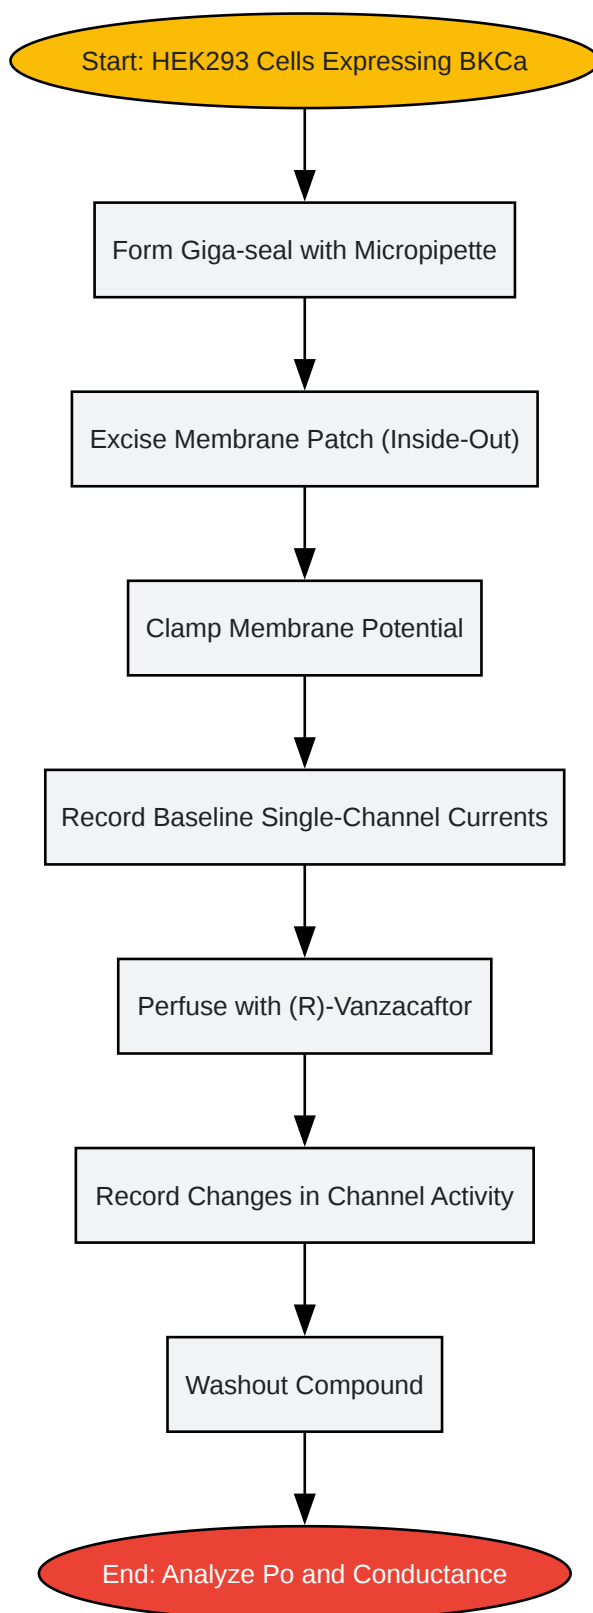 Start: HEK293 Cells Expressing BKCa
Form Giga-seal with Micropipette
Excise Membrane Patch (Inside-Out)
Clamp Membrane Potential
Record Baseline Single-Channel Currents
Perfuse with (R)-Vanzacaftor
Record Changes in Channel Activity
Washout Compound
End: Analyze Po and Conductance